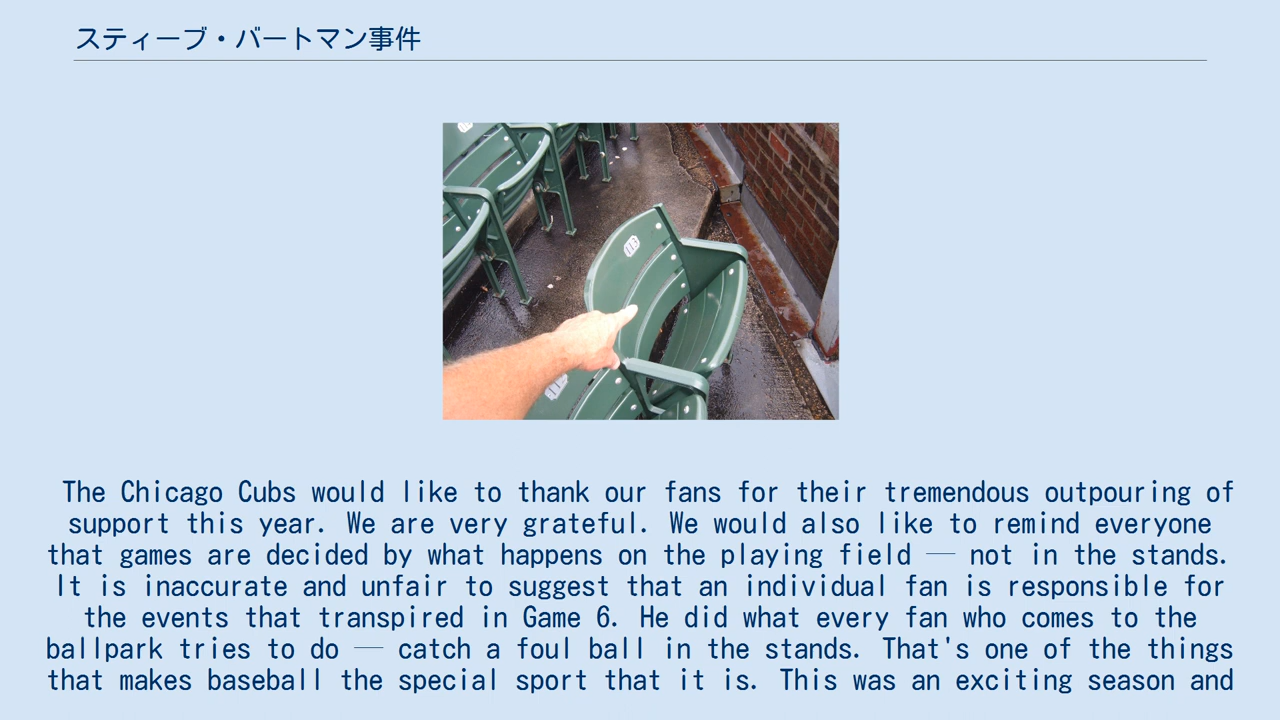 スティーブ・バートマン事件
113
The Chicago Cubs would like to thank our fans for their tremendous outpouring of
support this year. We are very grateful. We would also like to remind everyone
that games are decided by what happens on the playing field — not in the stands.
It is inaccurate and unfair to suggest that an individual fan is responsible for
the events that transpired in Game 6. He did what every fan who comes to the
ballpark tries to do — catch a foul ball in the stands. That's one of the things
that makes baseball the special sport that it is. This was an exciting season and